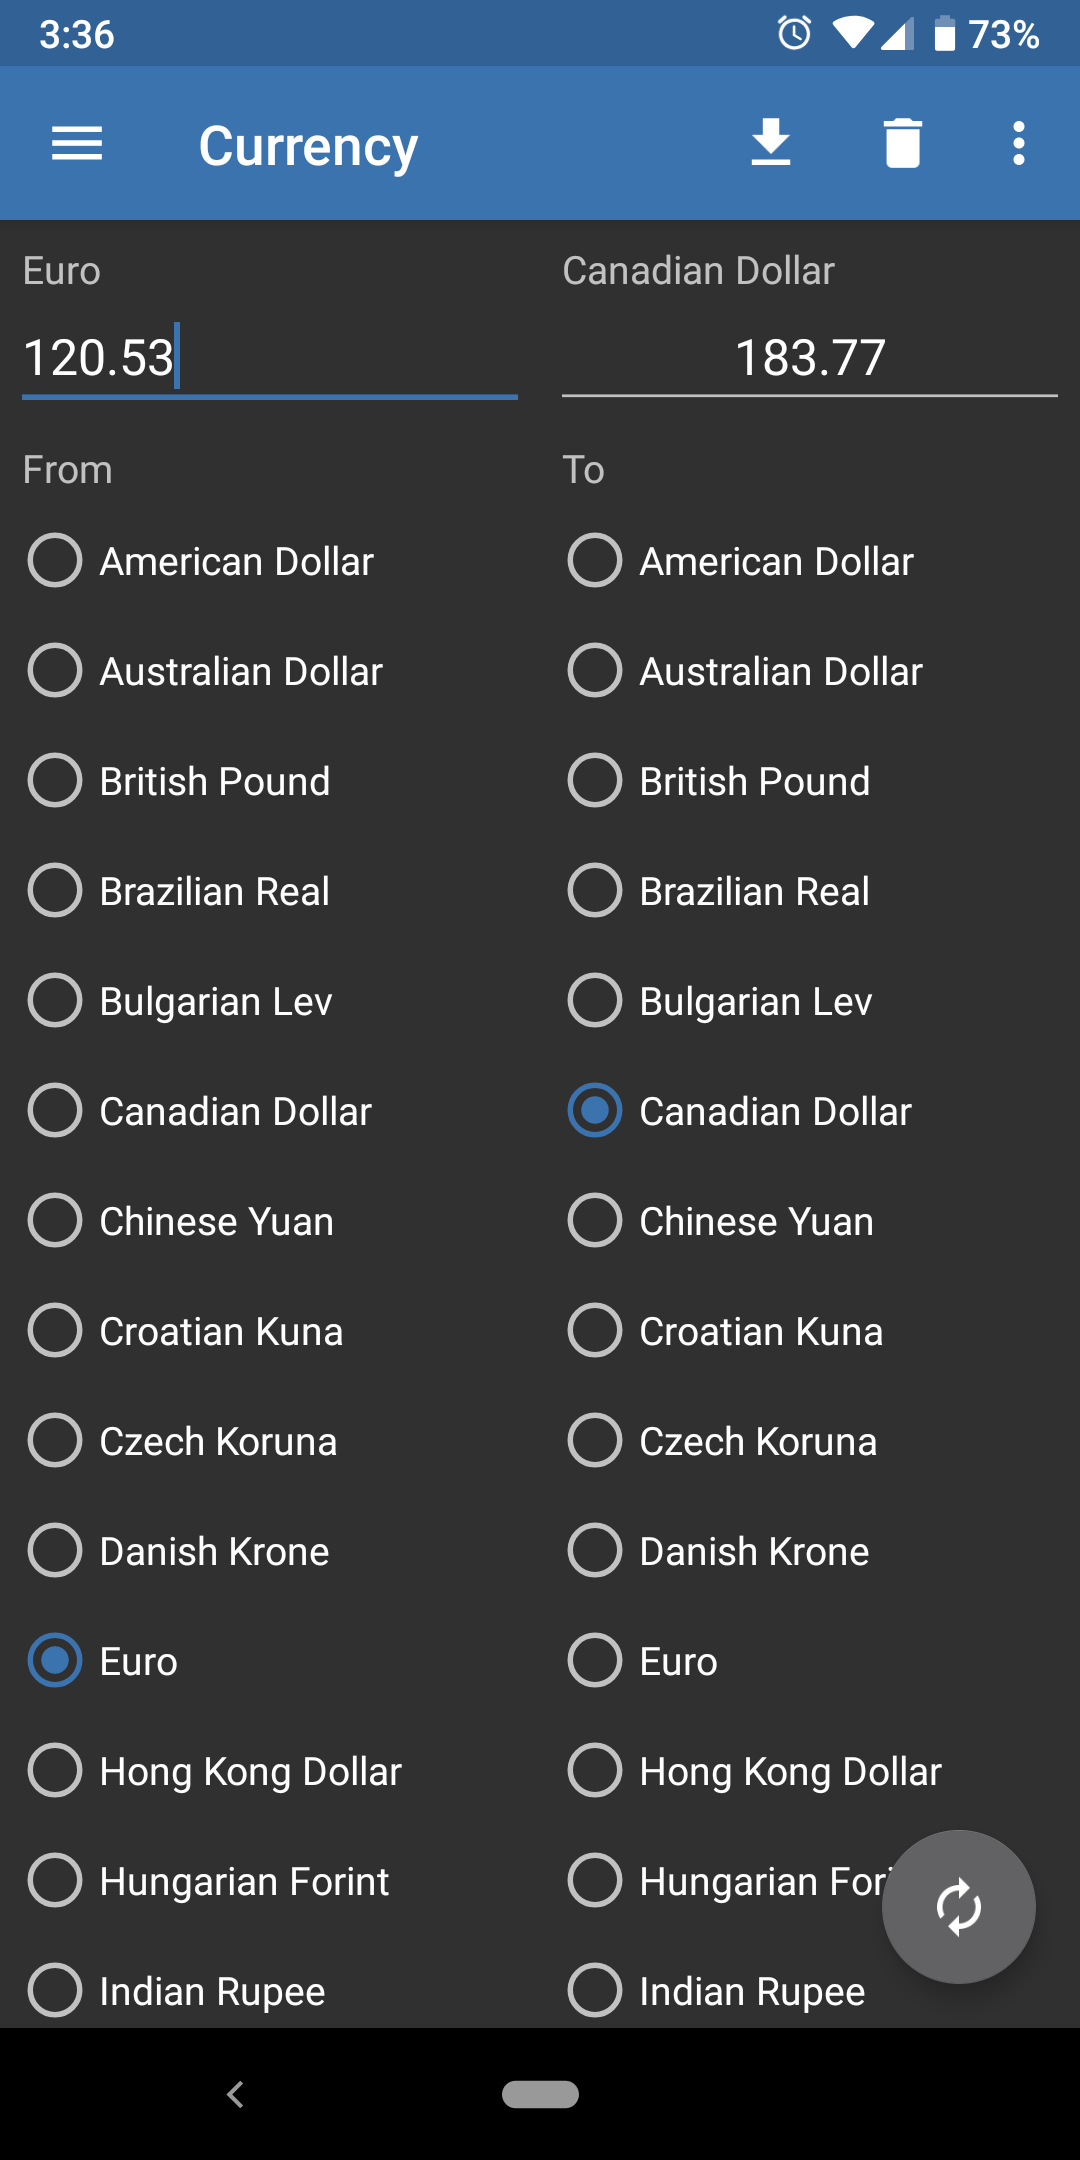 3:36
73%
Currency
Euro
Canadian Dollar
120.53
183.77
From
To
American Dollar
American Dollar
Australian Dollar
Australian Dollar
British Pound
British Pound
Brazilian Real
Brazilian Real
Bulgarian Lev
Bulgarian Lev
Canadian Dollar
Canadian Dollar
Chinese Yuan
Chinese Yuan
Croatian Kuna
Croatian Kuna
Czech Koruna
Czech Koruna
Danish Krone
Danish Krone
Euro
Euro
Hong Kong Dollar
Hong Kong Dollar
Hungarian Forint
Hungarian
Indian Rupee
Indian Rupee